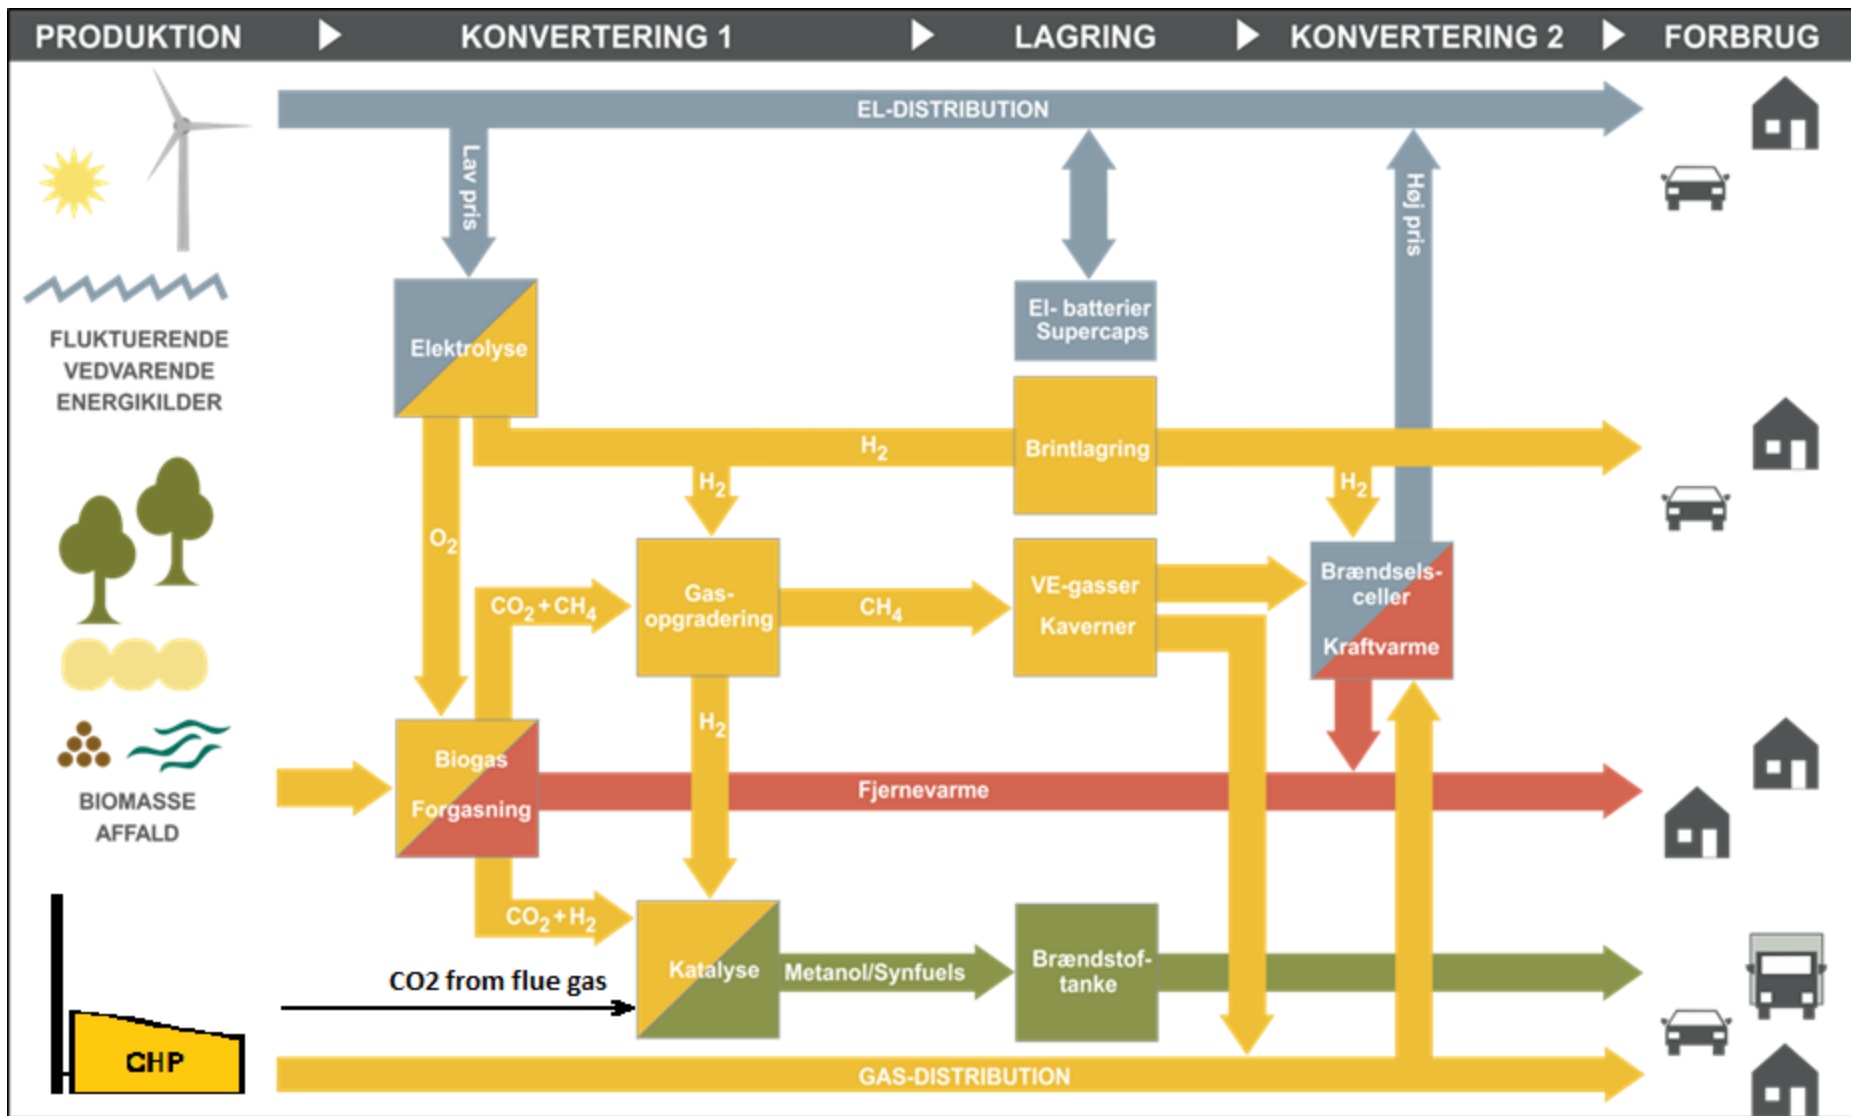 PRODUKTION
KONVERTERING 1
LAGRING
KONVERTERING 2
FORBRUG
EL-DISTRIBUTION
Lav pris
Høj pris
FLUKTUERENDE
VEDVARENDE
ENERGIKILDER
Elektrolyse
El- batterier
Supercaps
H2
Brintlagring
H2
H2
O2
CO2 + CH4
Gas-
opgradering
CH4
VE-gasser
Kaverner
Brændsels-
celler
Kraftvarme
H2
BIOMASSE
AFFALD
Biogas
Forgasning
Fjernevarme
CO2 + H2
CO2 from flue gas
Katalyse
Metanol/Synfuels
Brændstof-
tanke
CHP
GAS-DISTRIBUTION